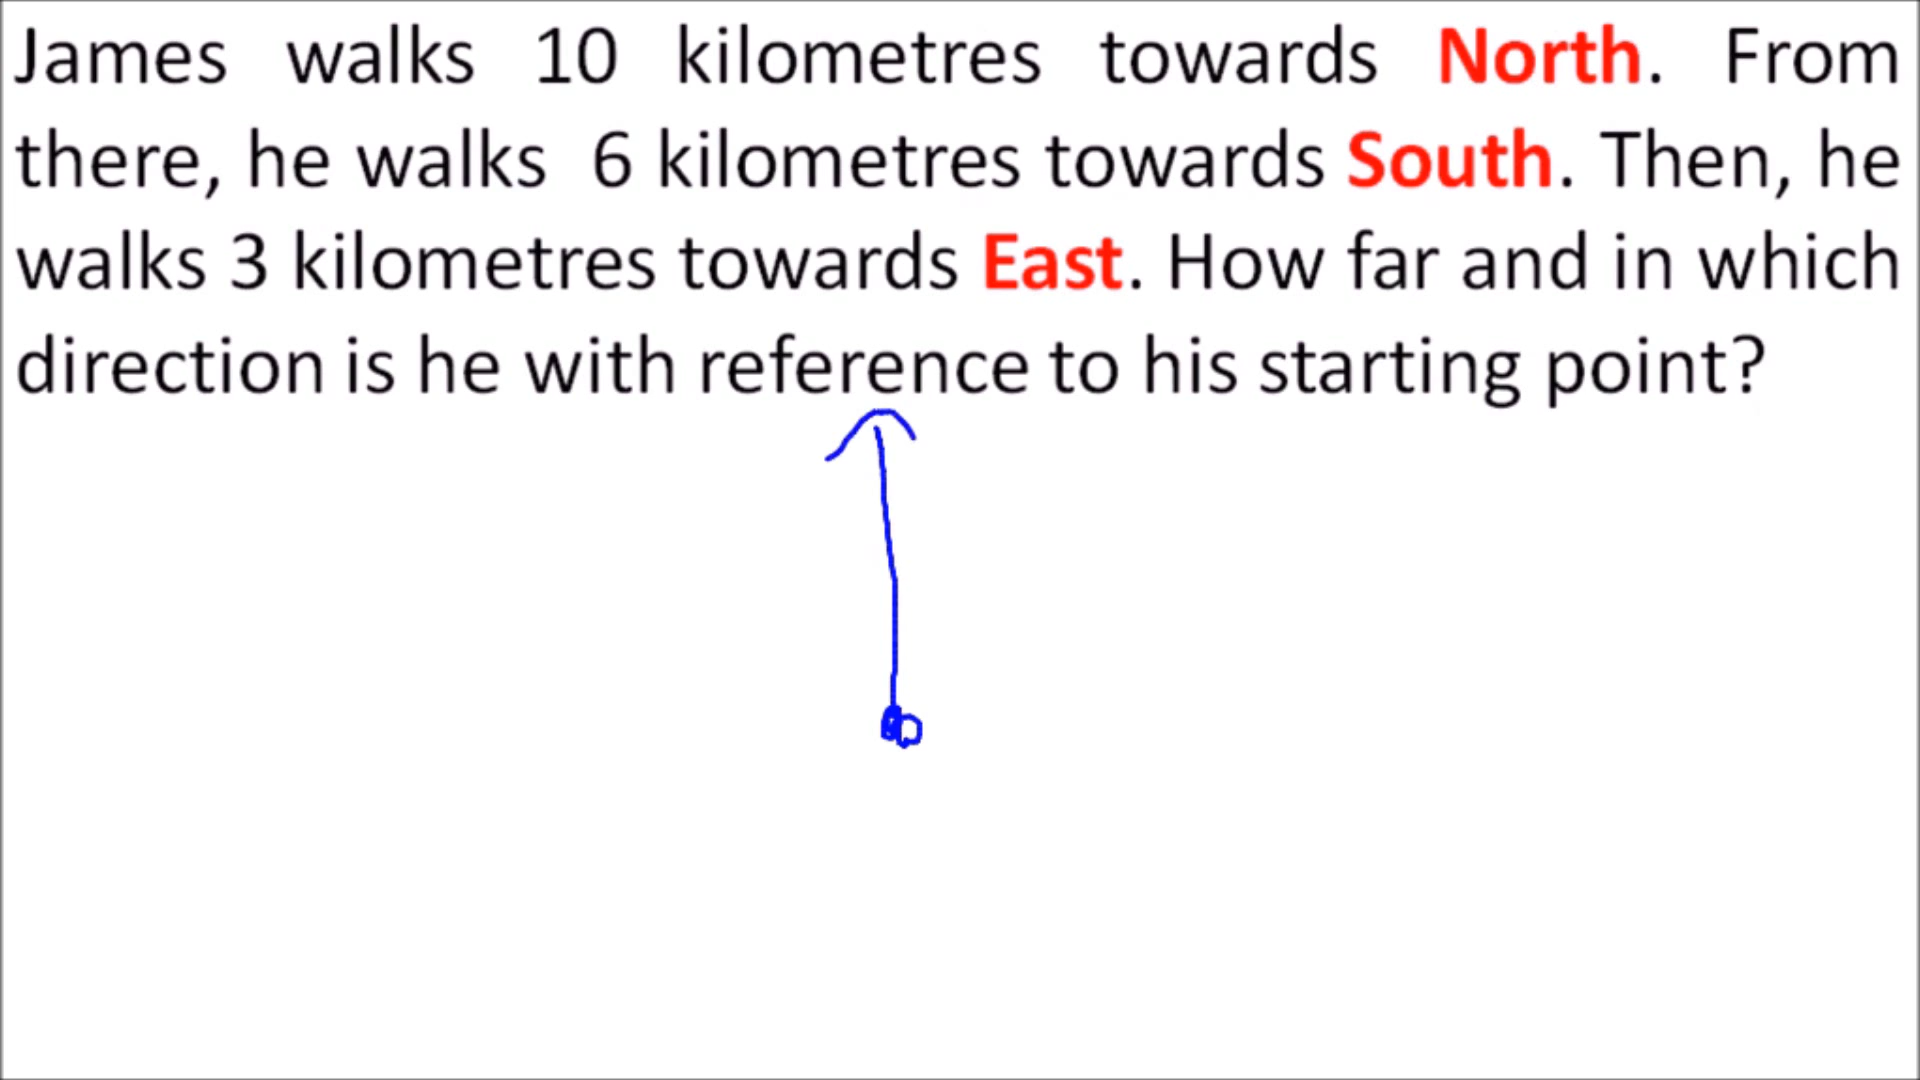 James walks 10 kilometres towards North. From
there, he walks 6 kilometres towards South. Then, he
walks 3 kilometres towards East. How far and in which
direction is he with reference to his starting point?